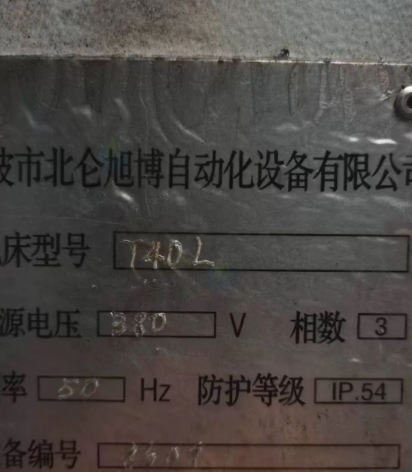 波市北仑旭博自动化设备有限公司
床型号 T40L
源电压 380 V 相数 3
率 50 Hz 防护等级 IP.54
备编号